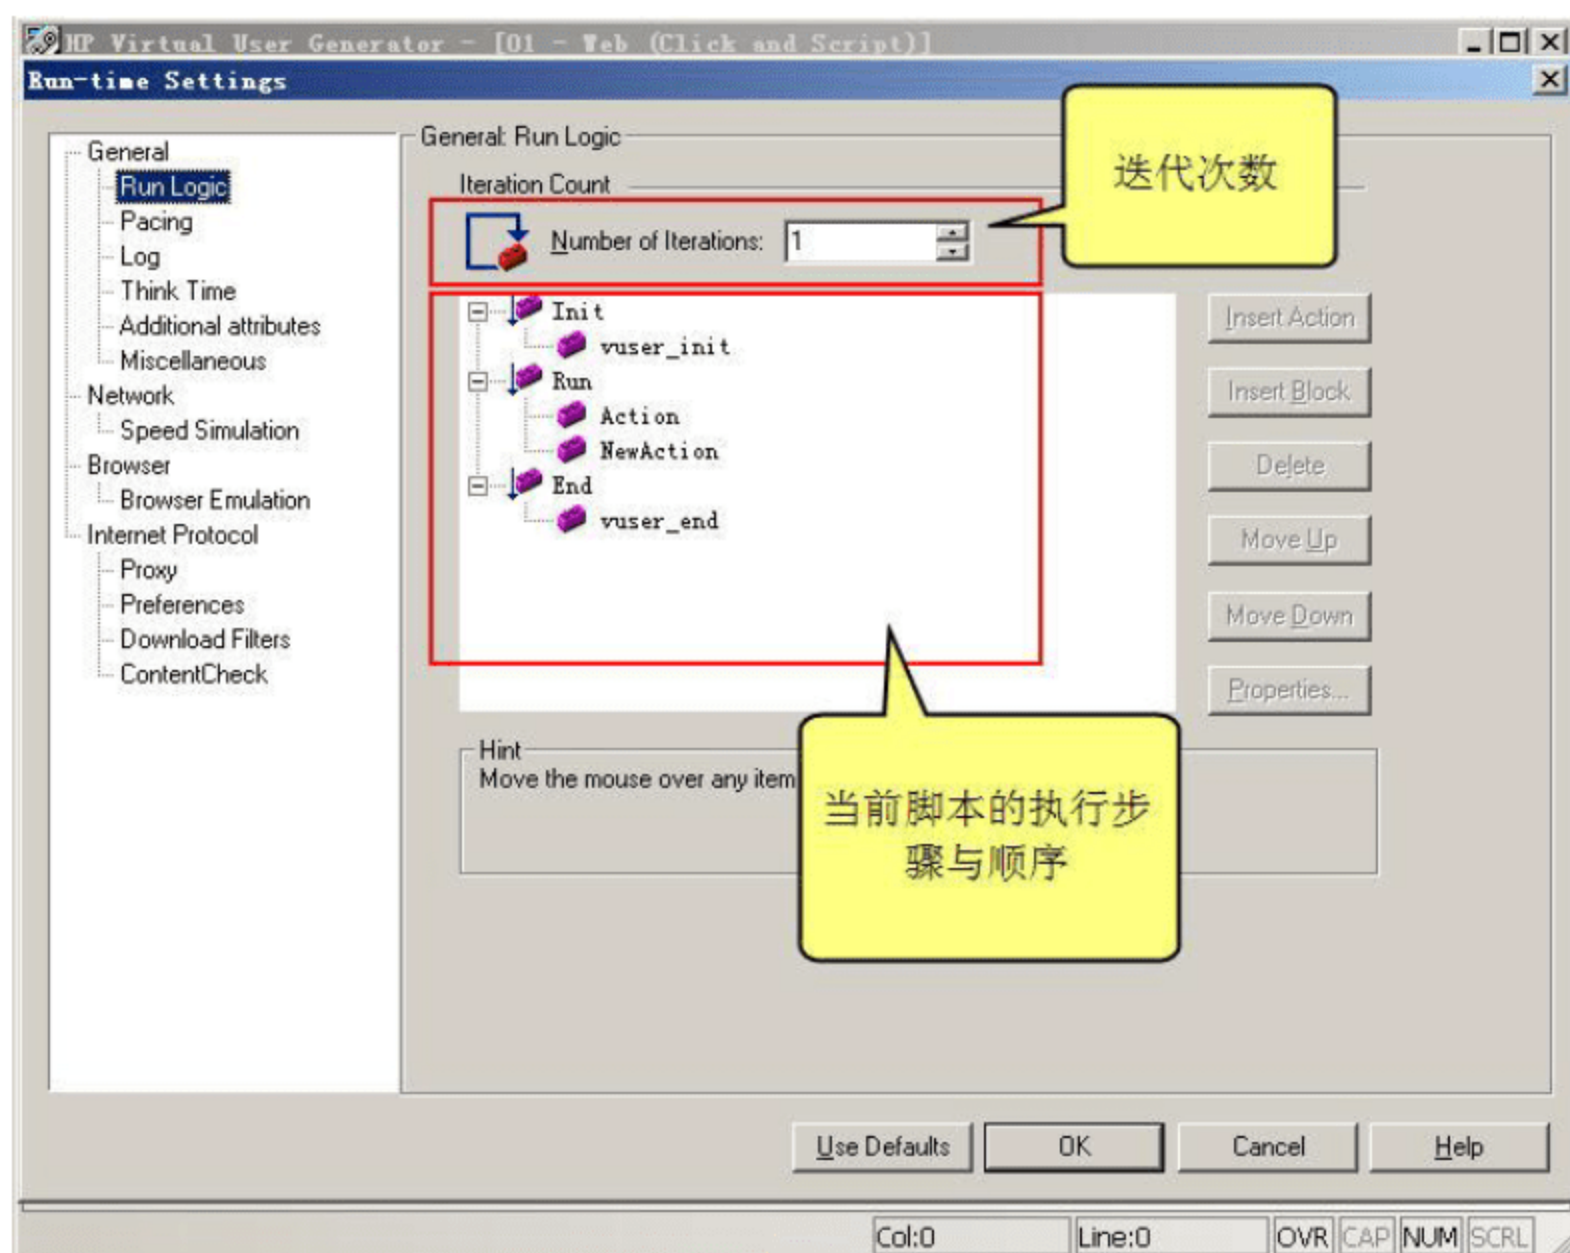 HP Virtual User Generator - [01 - Web (Click and Script)]
Run-time Settings
General
Run Logic
Pacing
Log
Think Time
Additional attributes
Miscellaneous
Network
Speed Simulation
Browser
Browser Emulation
Internet Protocol
Proxy
Preferences
Download Filters
ContentCheck
General: Run Logic
Iteration Count
Number of Iterations: 1
迭代次数
Init
vuser_init
Run
Action
NewAction
End
vuser_end
Insert Action
Insert Block
Delete
Move Up
Move Down
Properties...
Hint
Move the mouse over any item
当前脚本的执行步
骤与顺序
Use Defaults
OK
Cancel
Help
Col:0
Line:0
OVR
CAP
NUM
SCRL